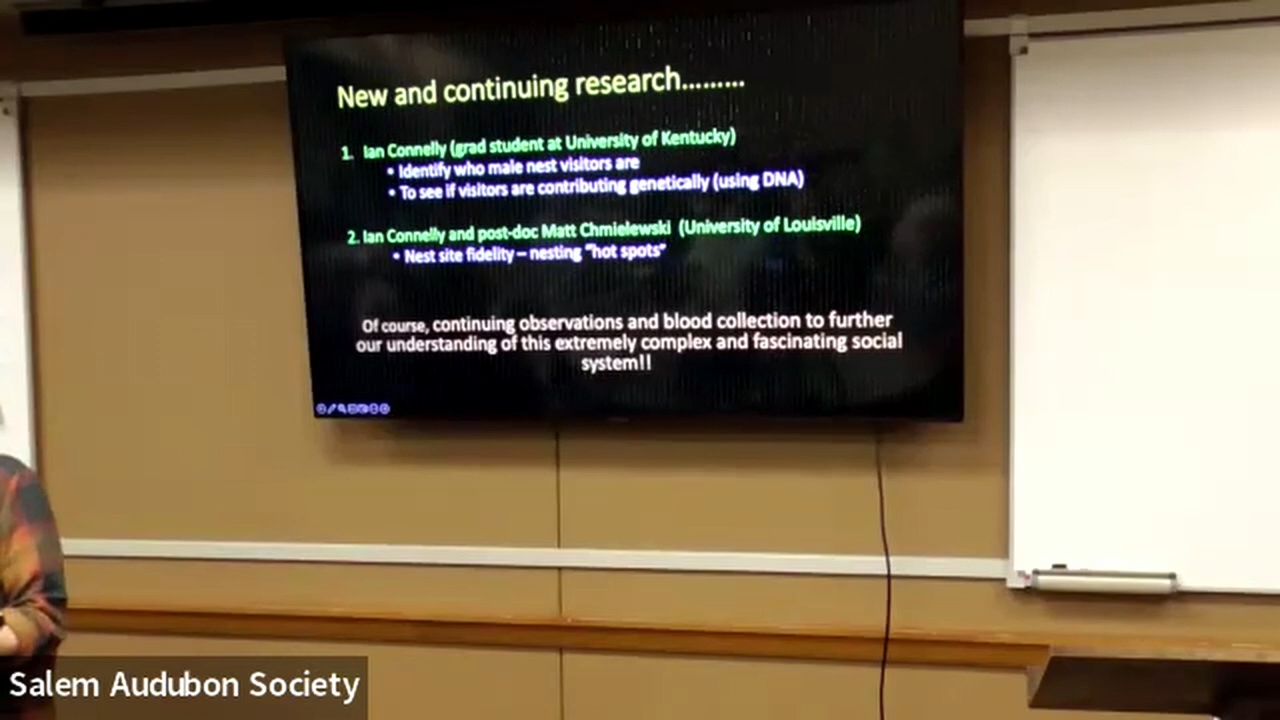 New and continuing research.........
1. Ian Connelly (grad student at University of Kentucky)
• Identify who male nest visitors are
• To see if visitors are contributing genetically (using DNA)
2. Ian Connelly and post-doc Matt Chmielewski (University of Louisville)
• Nest site fidelity – nesting "hot spots"
Of course, continuing observations and blood collection to further
our understanding of this extremely complex and fascinating social
system!!
Salem Audubon Society